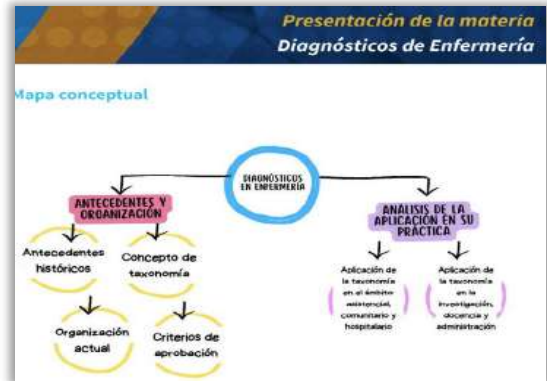 Presentación de la materia
Diagnósticos de Enfermería
Mapa conceptual
DIAGNÓSTICOS
EN ENFERMERÍA
ANTECEDENTES Y
ORGANIZACIÓN
Antecedentes
históricos
Concepto de
taxonomía
Organización
actual
Criterios de
aprobación
ANÁLISIS DE LA
APLICACIÓN EN SU
PRÁCTICA
Aplicación de
la taxonomía
en el ámbito
asistencial,
comunitario y
hospitalario
Aplicación de
la taxonomía
en la
investigación,
docencia y
administración